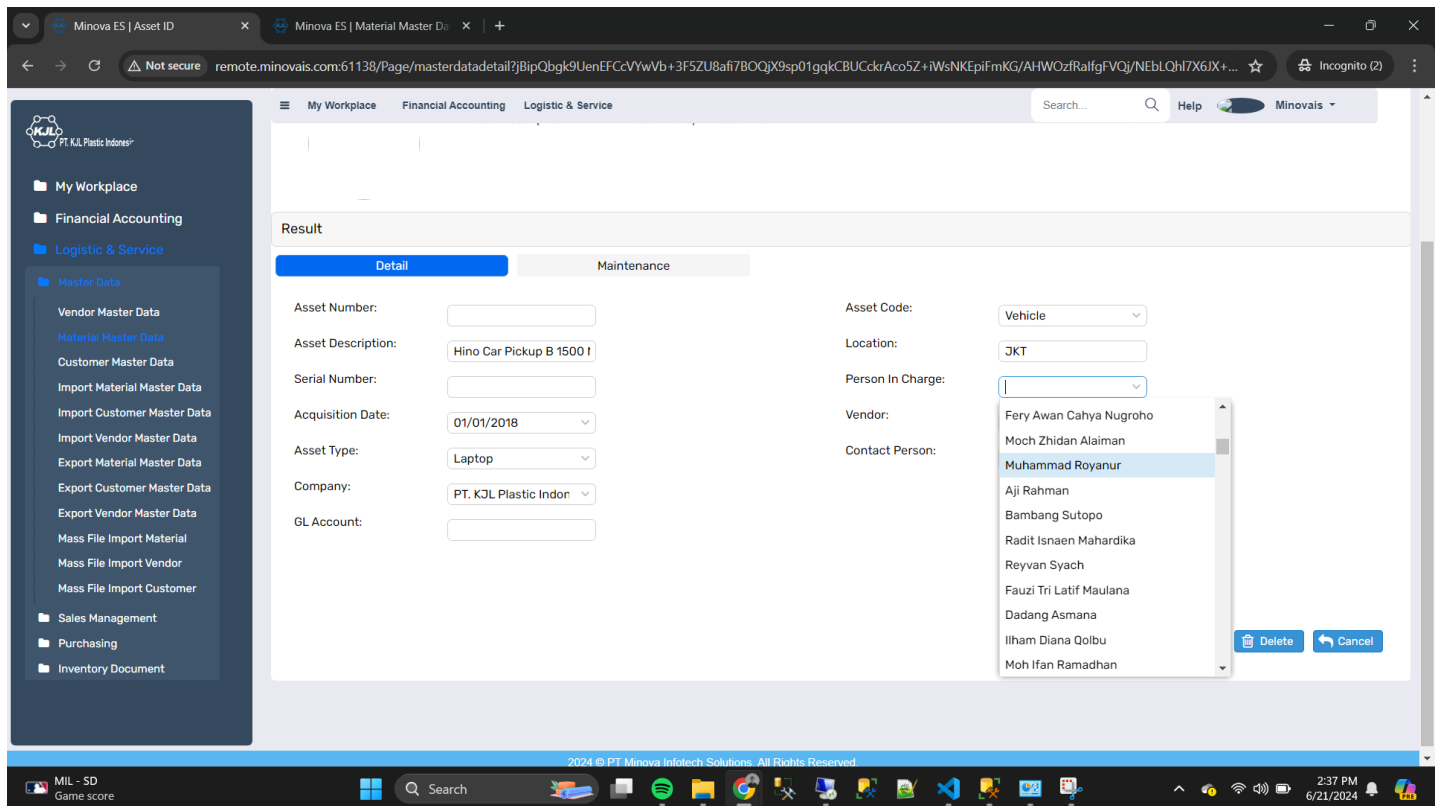 Minova ES | Asset ID
Minova ES | Material Master Da
Not secure remote.minovais.com:61138/Page/masterdatadetail?jBipQbgk9UenEFCcVYwVb+3F5ZU8afi7BOQjX9sp01gqkCBUCckrAco5Z+iWsNKEpiFmKG/AHWOzfRaIfgFVQj/NEbLQhl7X6JX+...
Incognito (2)
KJL
PT. KJL Plastic Indones
My Workplace Financial Accounting Logistic & Service
Search... Help Minovais
My Workplace
Financial Accounting
Logistic & Service
Master Data
Vendor Master Data
Material Master Data
Customer Master Data
Import Material Master Data
Import Customer Master Data
Import Vendor Master Data
Export Material Master Data
Export Customer Master Data
Export Vendor Master Data
Mass File Import Material
Mass File Import Vendor
Mass File Import Customer
Sales Management
Purchasing
Inventory Document
Result
Detail Maintenance
Asset Number:
Asset Description: Hino Car Pickup B 1500
Serial Number:
Acquisition Date: 01/01/2018
Asset Type: Laptop
Company: PT. KJL Plastic Indon
GL Account:
Asset Code: Vehicle
Location: JKT
Person In Charge:
Vendor:
Contact Person:
Fery Awan Cahya Nugroho
Moch Zhidan Alaiman
Muhammad Royanur
Aji Rahman
Bambang Sutopo
Radit Isnaen Mahardika
Reyvan Syach
Fauzi Tri Latif Maulana
Dadang Asmana
Ilham Diana Qolbu
Moh Ifan Ramadhan
Delete Cancel
2024 © PT Minova Infotech Solutions. All Rights Reserved.
MIL - SD
Game score
Search
2:37 PM
6/21/2024
PRE